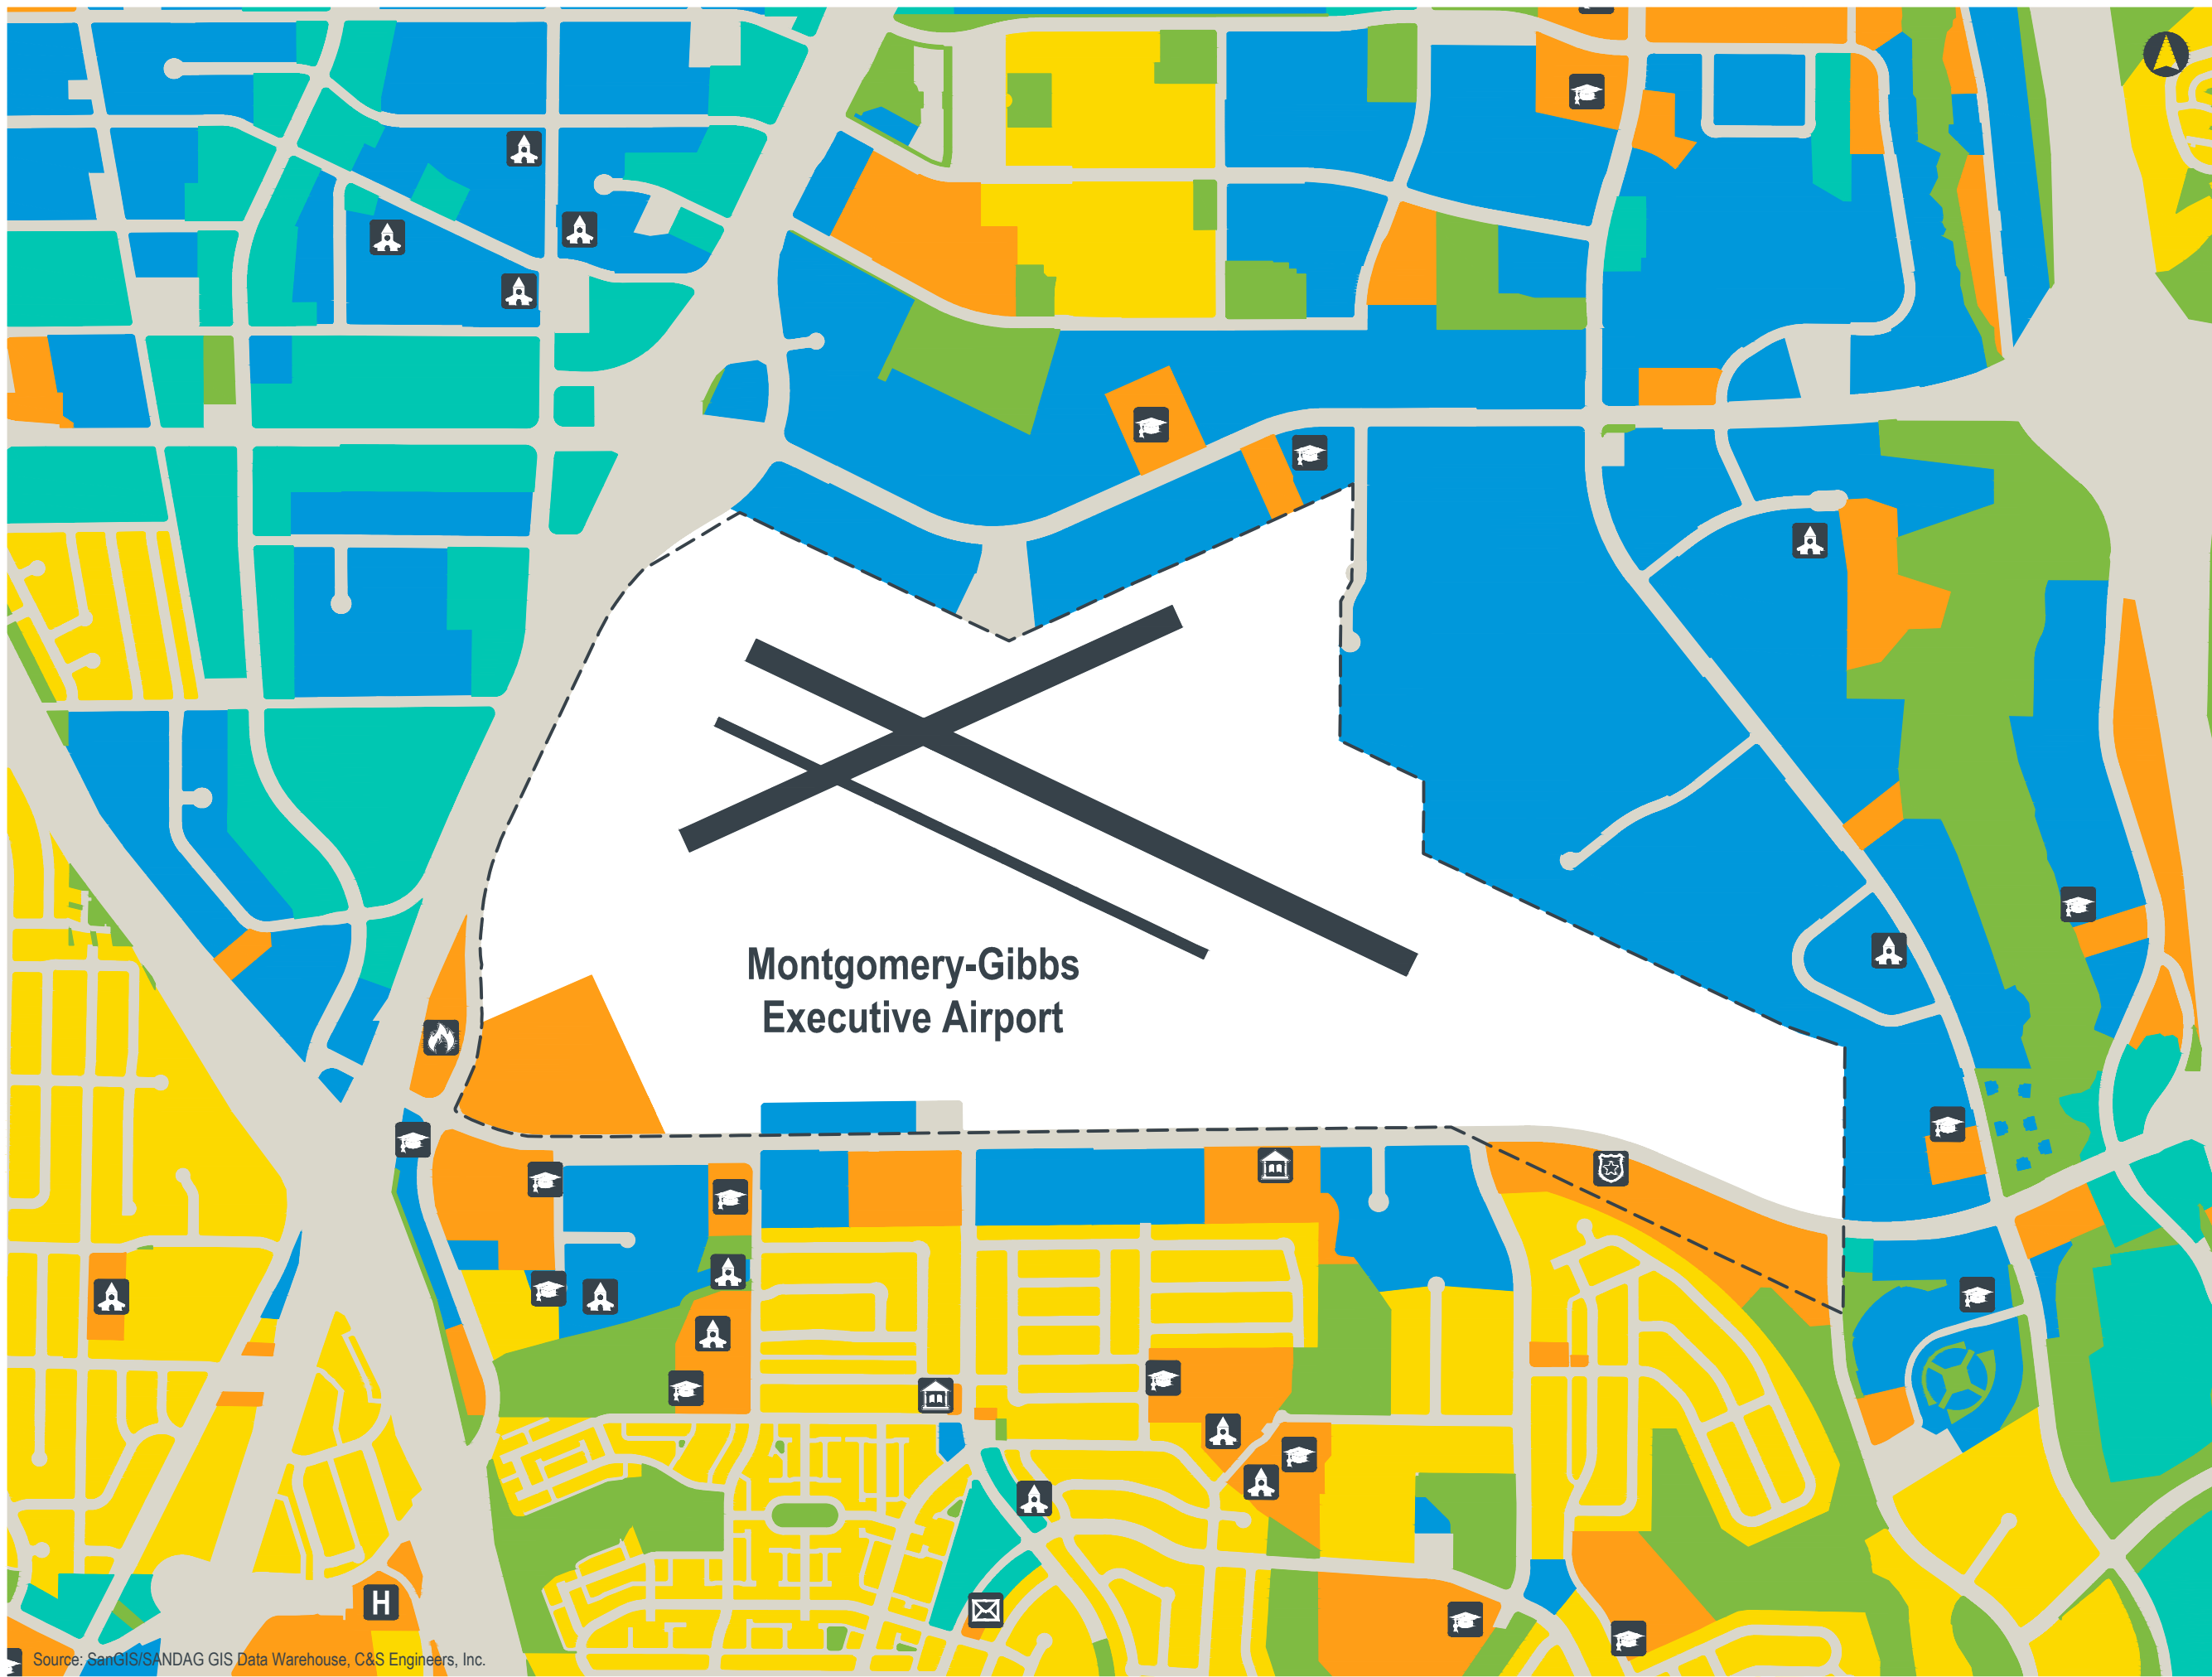 Montgomery-Gibbs
Executive Airport
H
Source: SanGIS/SANDAG GIS Data Warehouse, C&S Engineers, Inc.